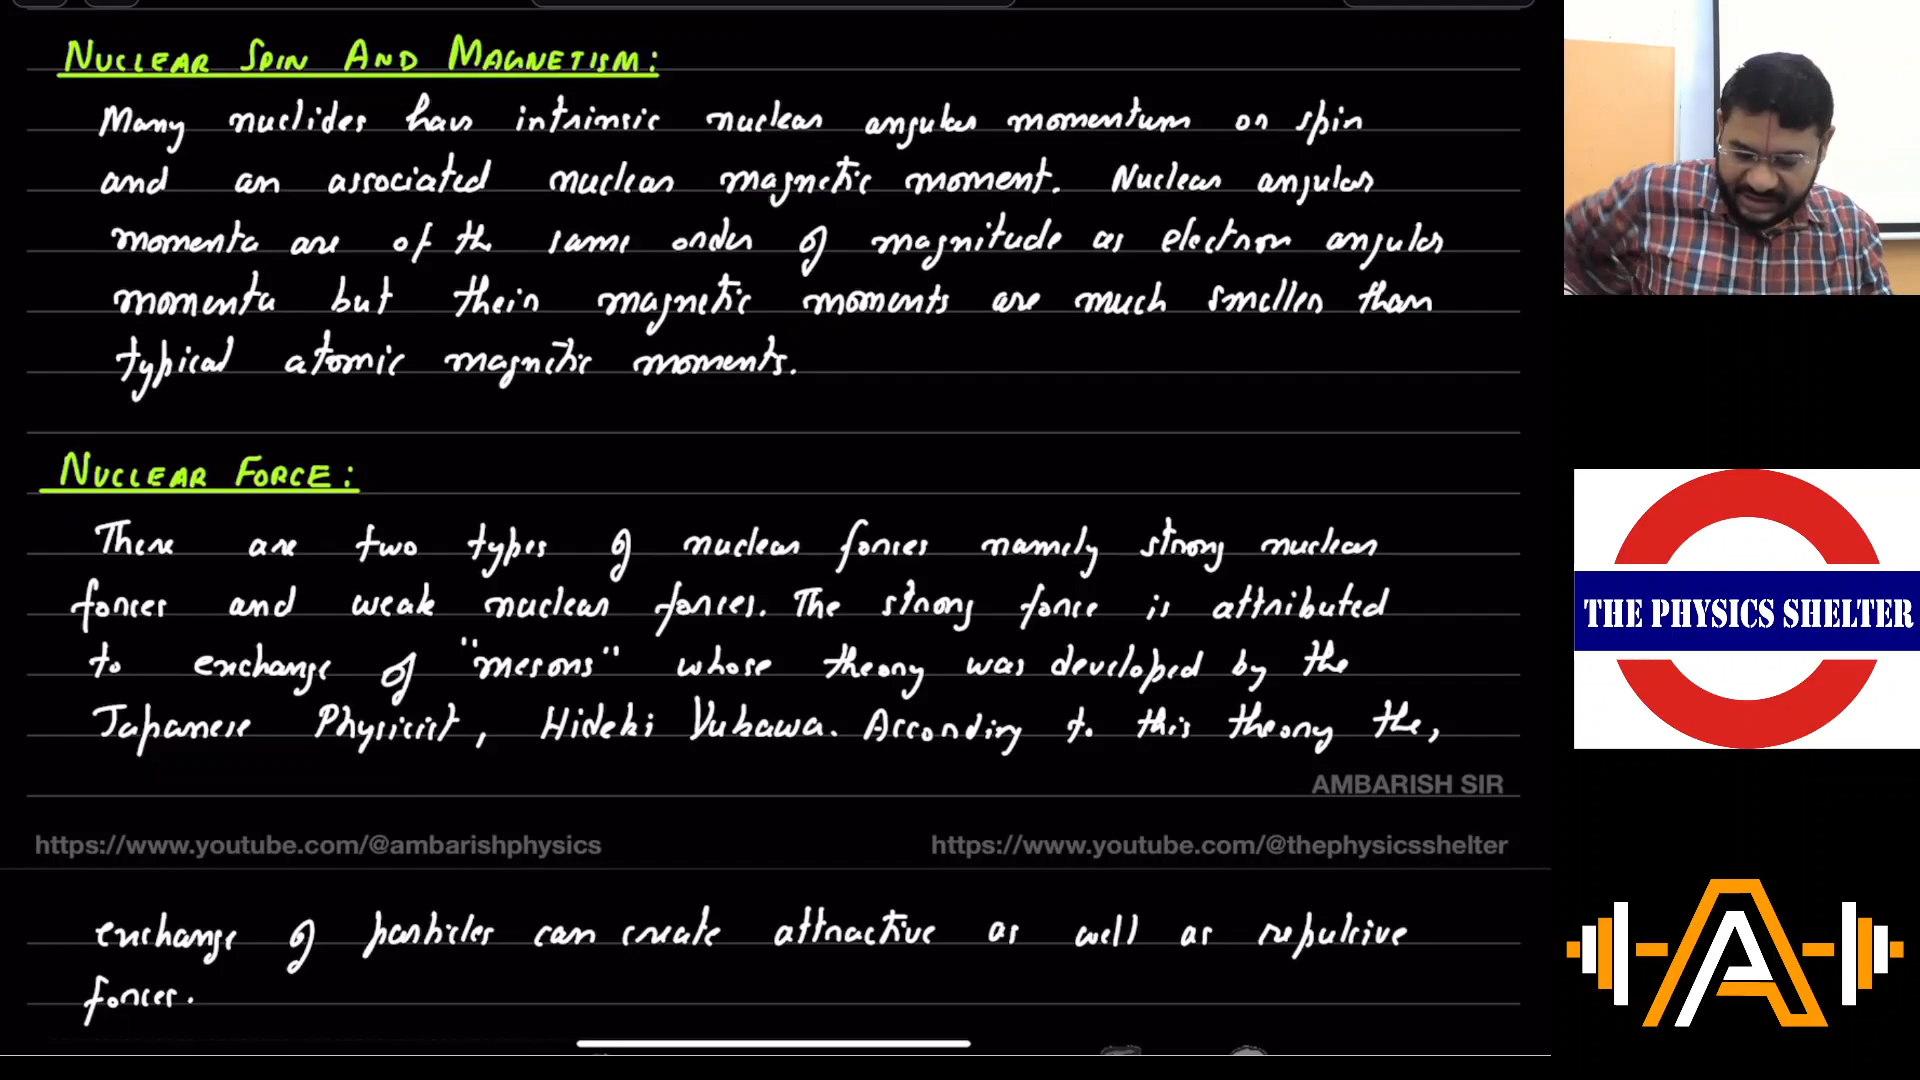 NUCLEAR SPIN AND MAGNETISM:
Many nuclides have intrinsic nuclear angular momentum or spin
and an associated nuclear magnetic moment. Nuclear angular
momenta are of the same order of magnitude as electron angular
momenta but their magnetic moments are much smaller than
typical atomic magnetic moments.
NUCLEAR FORCE:
There are two types of nuclear forces namely strong nuclear
forces and weak nuclear forces. The strong force is attributed
to exchange of "mesons" whose theory was developed by the
Japanese Physicist, Hideki Yukawa. According to this theory the,
AMBARISH SIR
https://www.youtube.com/@ambarishphysics
https://www.youtube.com/@thephysicsshelter
exchange of particles can create attractive as well as repulsive
forces.
THE PHYSICS SHELTER